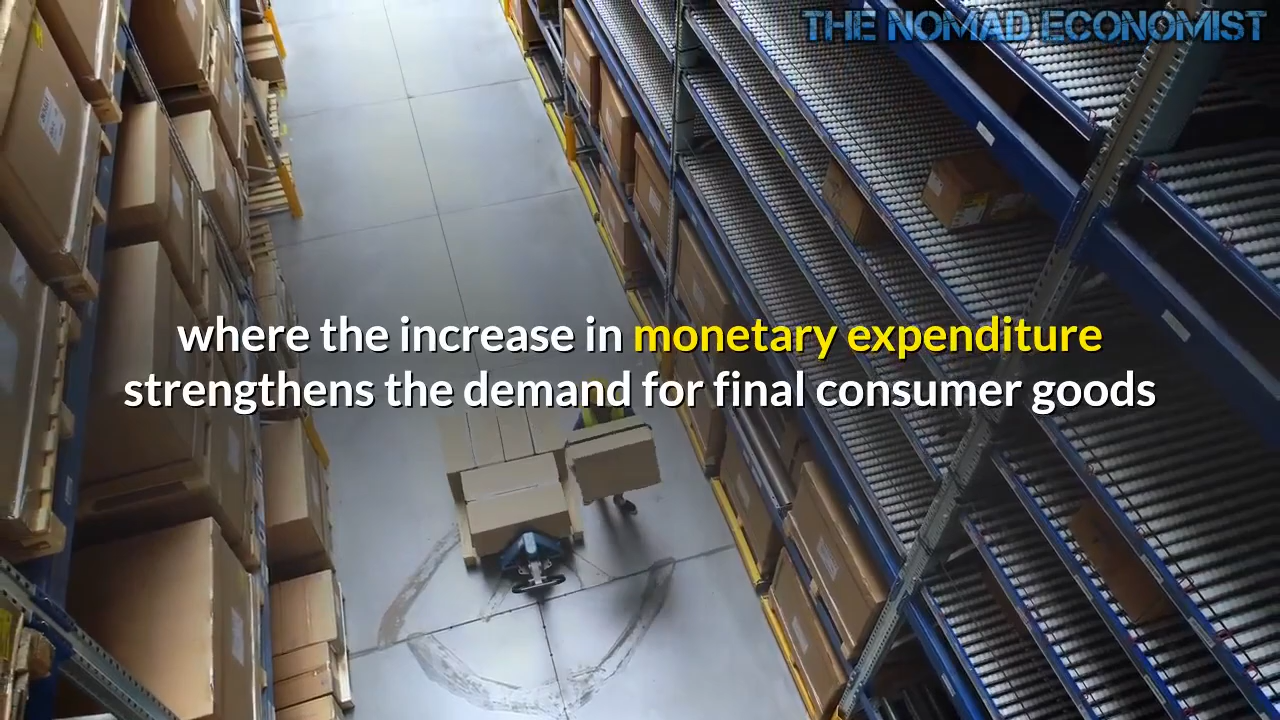 THE NOMAD ECONOMIST
where the increase in monetary expenditure
strengthens the demand for final consumer goods